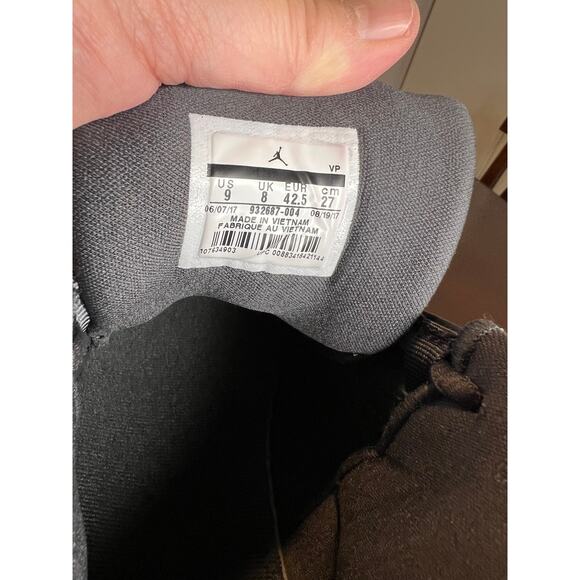 VP
US UK EUR cm
9 8 42.5 27
06/07/17 932687-004 08/19/17
MADE IN VIETNAM
FABRIQUE AU VIETNAM
107634903 UPC 00883418421144